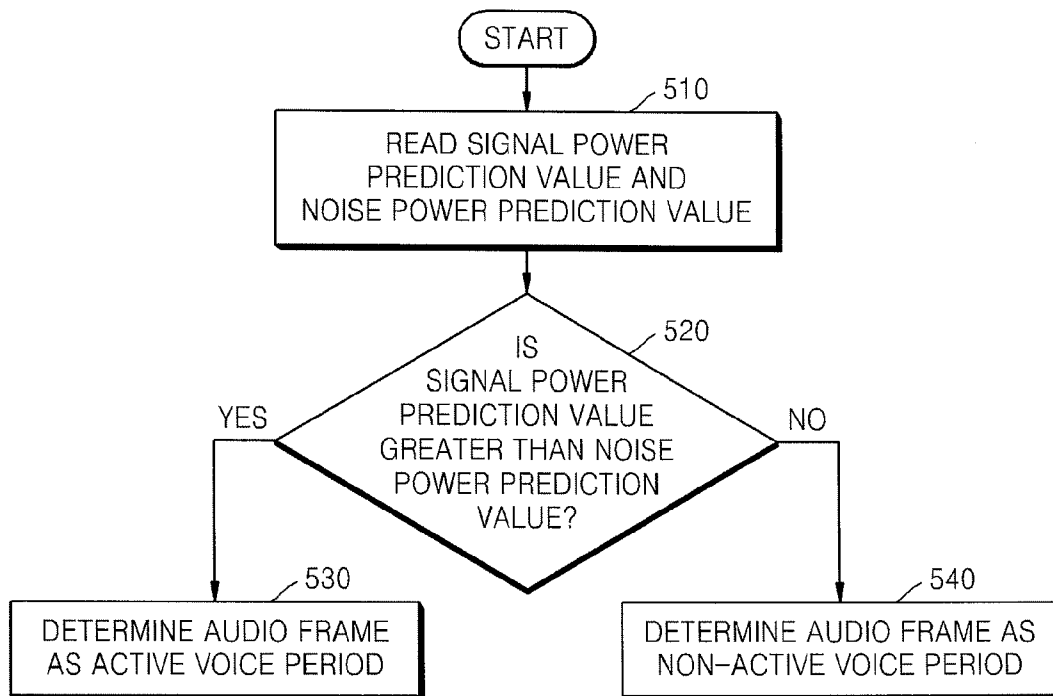 START
510
READ SIGNAL POWER
PREDICTION VALUE AND
NOISE POWER PREDICTION VALUE
520
IS
SIGNAL POWER
PREDICTION VALUE
GREATER THAN NOISE
POWER PREDICTION
VALUE?
YES
NO
530
DETERMINE AUDIO FRAME
AS ACTIVE VOICE PERIOD
540
DETERMINE AUDIO FRAME AS
NON-ACTIVE VOICE PERIOD